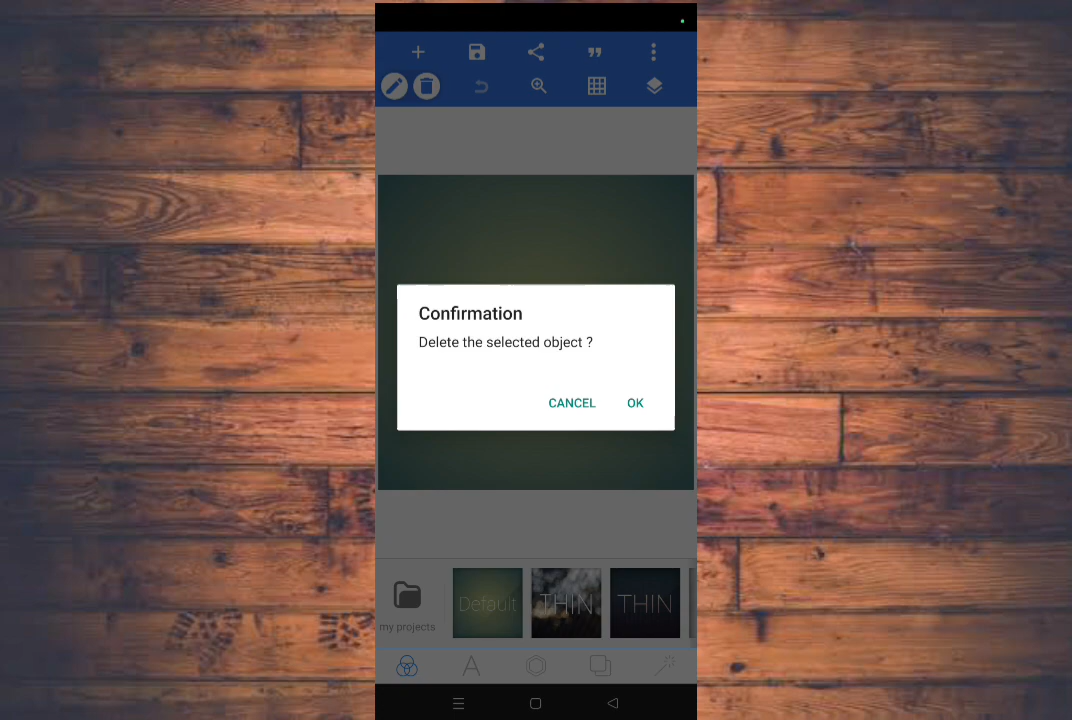 Confirmation
Delete the selected object ?
CANCEL OK
my projects
Default THIN THIN